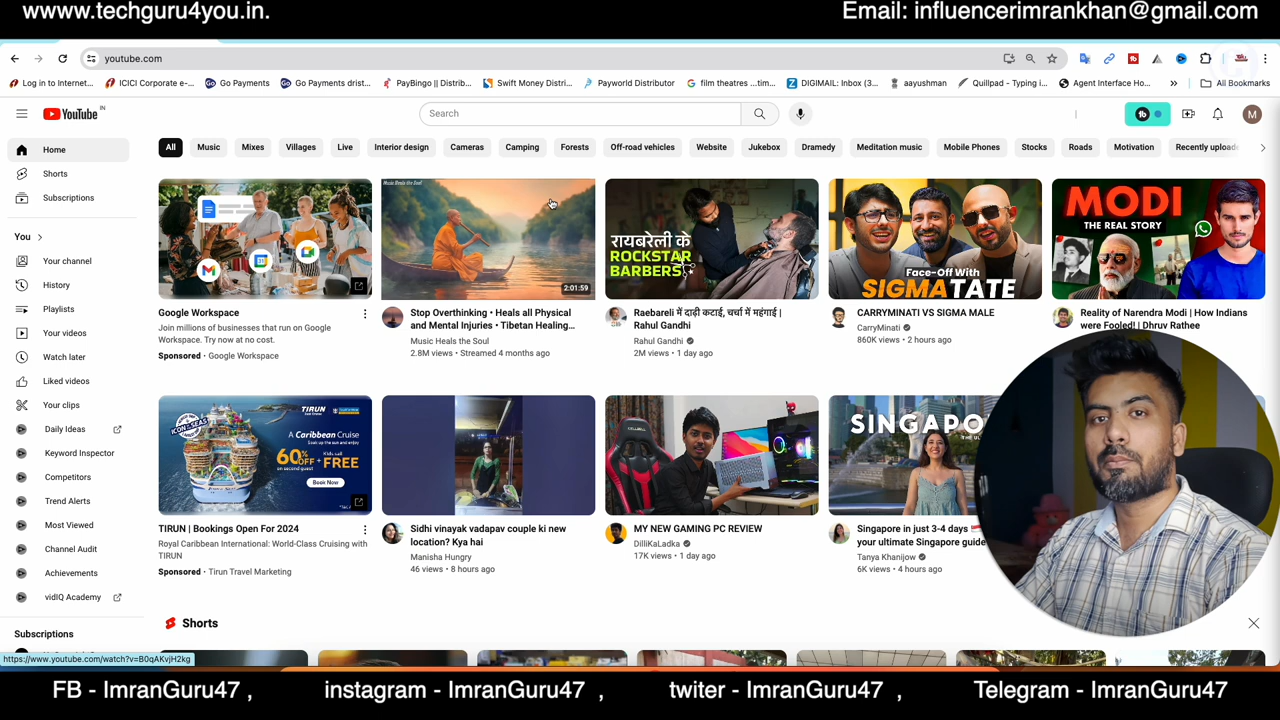 www.techguru4you.in.
Email: influencerimrankhan@gmail.com
youtube.com
Log in to Internet...
ICICI Corporate e-...
Go Payments
Go Payments drist...
PayBingo || Distrib...
Swift Money Distri...
Payworld Distributor
film theatres ...tim...
DIGIMAIL: Inbox (3...
aayushman
Quillpad - Typing i...
Agent Interface Ho...
All Bookmarks
YouTube IN
Search
M
Home
Shorts
Subscriptions
You
Your channel
History
Playlists
Your videos
Watch later
Liked videos
Your clips
Daily Ideas
Keyword Inspector
Competitors
Trend Alerts
Most Viewed
Channel Audit
Achievements
vidIQ Academy
Subscriptions
All
Music
Mixes
Villages
Live
Interior design
Cameras
Camping
Forests
Off-road vehicles
Website
Jukebox
Dramedy
Meditation music
Mobile Phones
Stocks
Roads
Motivation
Recently upload
Google Workspace
Join millions of businesses that run on Google
Workspace. Try now at no cost.
Sponsored · Google Workspace
Music Heals the Soul
2:01:59
Stop Overthinking • Heals all Physical
and Mental Injuries • Tibetan Healing...
Music Heals the Soul
2.8M views • Streamed 4 months ago
रायबरेली के
ROCKSTAR
BARBERS
Raebareli में दाढ़ी कटाई, चर्चा में महंगाई |
Rahul Gandhi
Rahul Gandhi
2M views • 1 day ago
Face-Off With
SIGMA TATE
CARRYMINATI VS SIGMA MALE
CarryMinati
860K views • 2 hours ago
MODI
THE REAL STORY
Reality of Narendra Modi | How Indians
were Fooled! | Dhruv Rathee
ICON OF THE SEAS
TIRUN
A Caribbean Cruise
60% OFF + FREE
Book Now
TIRUN | Bookings Open For 2024
Royal Caribbean International: World-Class Cruising with
TIRUN
Sponsored · Tirun Travel Marketing
Sidhi vinayak vadapav couple ki new
location? Kya hai
Manisha Hungry
46 views • 8 hours ago
MY NEW GAMING PC REVIEW
DilliKaLadka
17K views • 1 day ago
SINGAPO
Singapore in just 3-4 days
your ultimate Singapore guide
Tanya Khanijow
6K views • 4 hours ago
Shorts
https://www.youtube.com/watch?v=B0qAKvjH2kg
FB - ImranGuru47 ,
instagram - ImranGuru47 ,
twiter - ImranGuru47 ,
Telegram - ImranGuru47